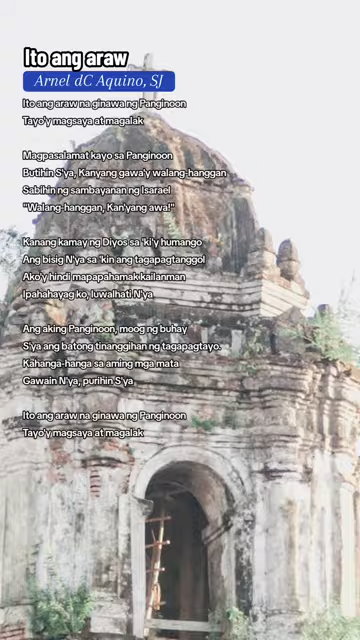 Ito ang araw
Arnel dC Aquino, SJ
Ito ang araw na ginawa ng Panginoon
Tayo'y magsaya at magalak
Magpasalamat kayo sa Panginoon
Butihin S'ya, Kanyang gawa'y walang-hanggan
Sabihin ng sambayanan ng Isarael
"Walang-hanggan, Kan'yang awa!"
Kanang kamay ng Diyos sa 'ki'y humango
Ang bisig N'ya sa 'kin ang tagapagtanggol
Ako'y hindi mapapahamak kailanman
Ipahahayag ko, luwalhati N'ya
Ang aking Panginoon, moog ng buhay
S'ya ang batong tinanggihan ng tagapagtayo.
Kahanga-hanga sa aming mga mata
Gawain N'ya, purihin S'ya
Ito ang araw na ginawa ng Panginoon
Tayo'y magsaya at magalak